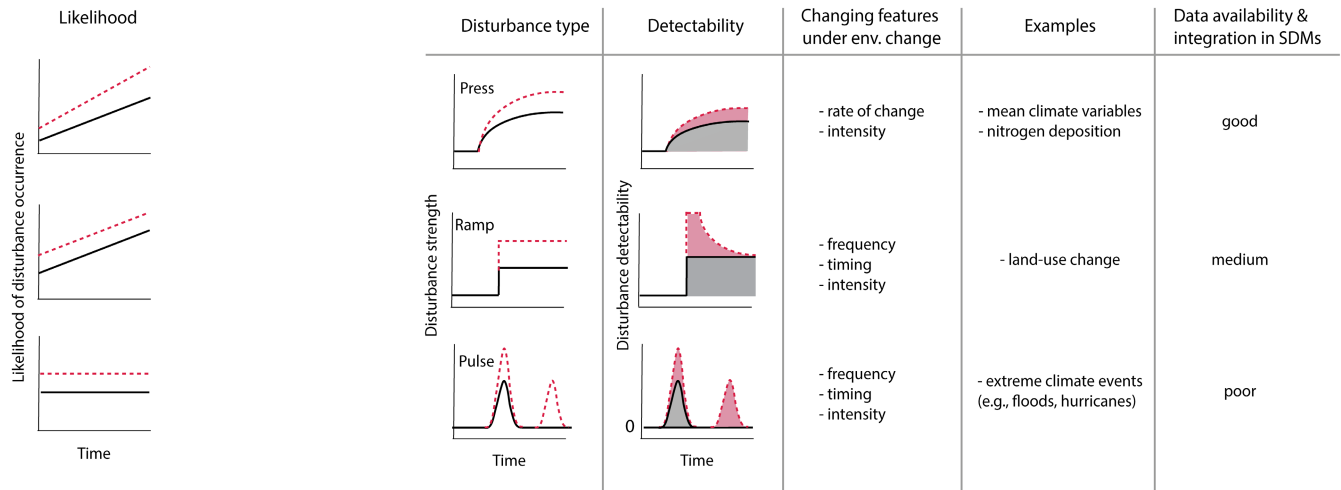 Likelihood
Disturbance type
Detectability
Changing features
under env. change
Examples
Data availability &
integration in SDMs
Likelihood of disturbance occurrence
Disturbance strength
Disturbance detectability
Press
- rate of change
- intensity
- mean climate variables
- nitrogen deposition
good
Ramp
- frequency
- timing
- intensity
- land-use change
medium
Pulse
0
- frequency
- timing
- intensity
- extreme climate events
(e.g., floods, hurricanes)
poor
Time
Time
Time